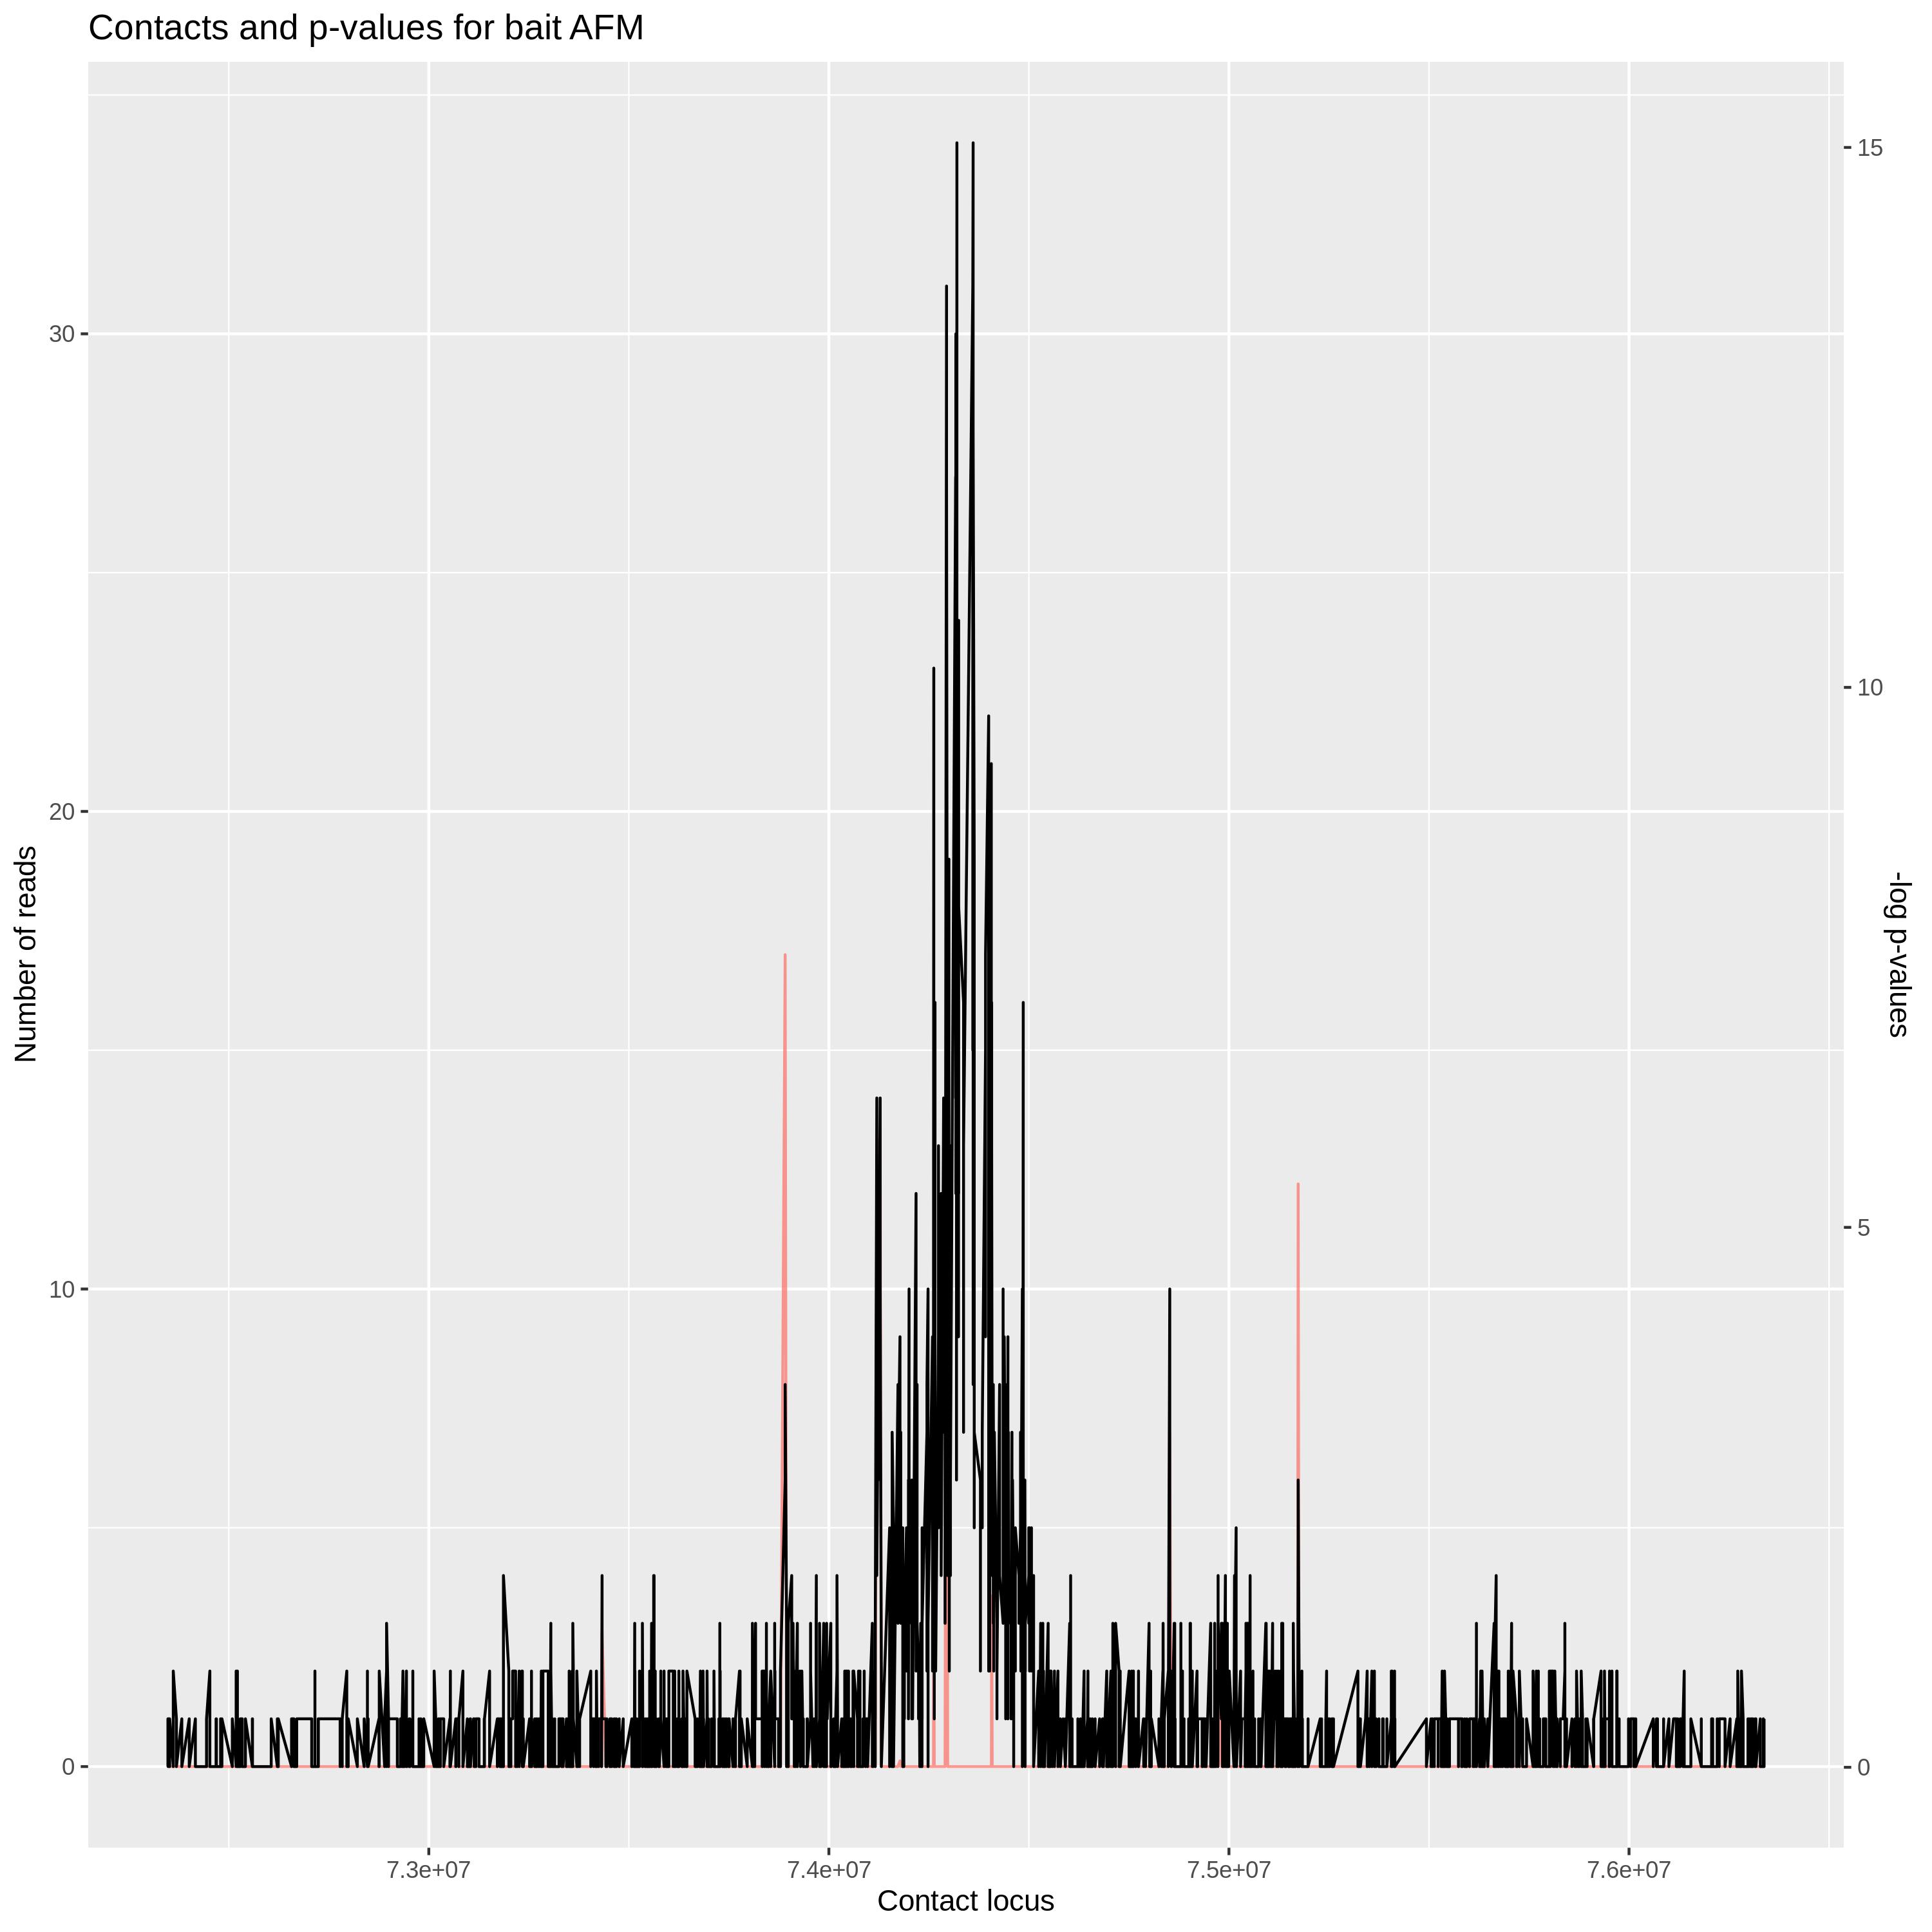 Contacts and p-values for bait AFM
30
20
10
0
Number of reads
15
10
5
0
-log p-values
7.3e+07 7.4e+07 7.5e+07 7.6e+07
Contact locus